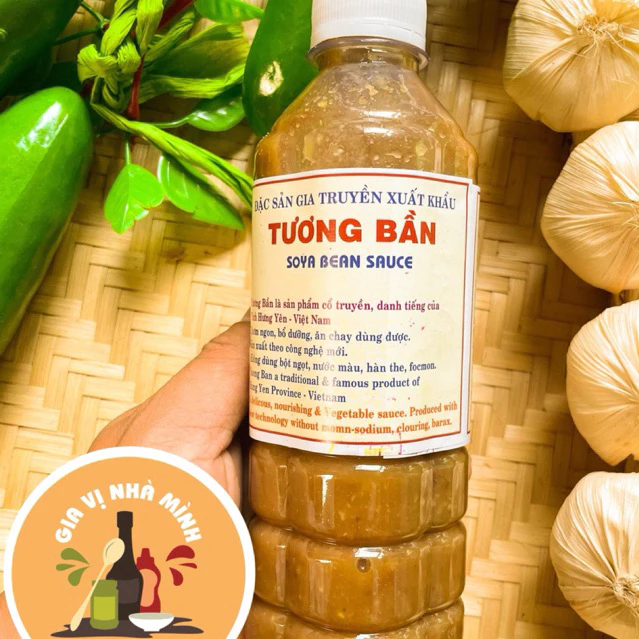 ĐẶC SẢN GIA TRUYỀN XUẤT KHẨU
TƯƠNG BẦN
SOYA BEAN SAUCE
Bần là sản phẩm cổ truyền, danh tiếng của
Hưng Yên - Việt Nam
ngon, bổ dưỡng, ăn chay dùng được.
xuất theo công nghệ mới.
dùng bột ngọt, nước màu, hàn the, focmon.
Ban a traditional & famous product of
Yen Province - Vietnam
nourishing & Vegetable sauce. Produced with
technology without momn-sodium, clouring, barax.
GIA VỊ NHÀ MÌNH